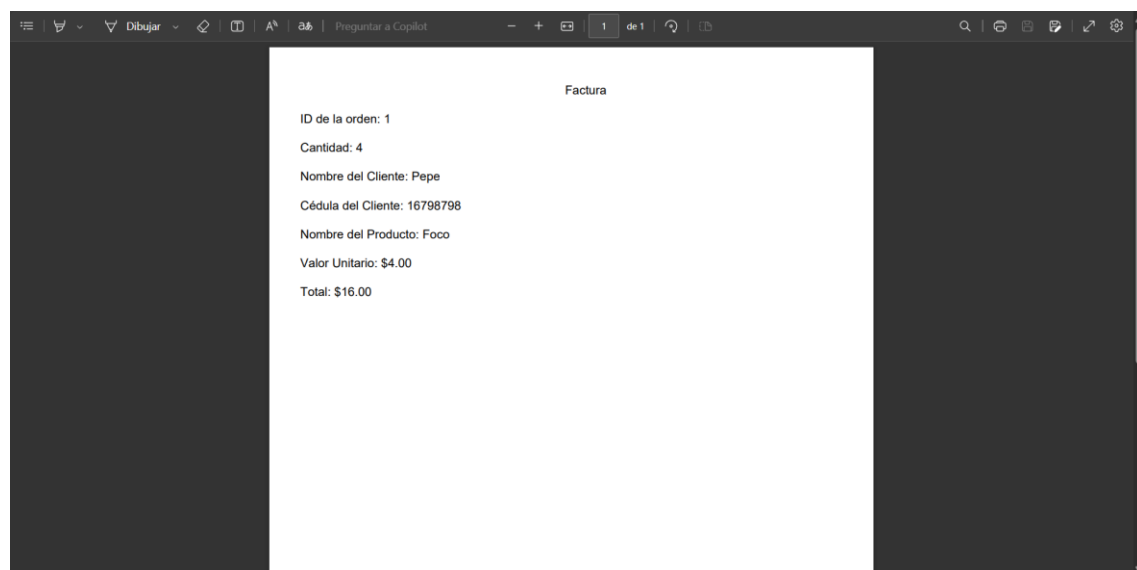 Dibujar
Preguntar a Copilot
1 de 1
Factura
ID de la orden: 1
Cantidad: 4
Nombre del Cliente: Pepe
Cédula del Cliente: 16798798
Nombre del Producto: Foco
Valor Unitario: $4.00
Total: $16.00